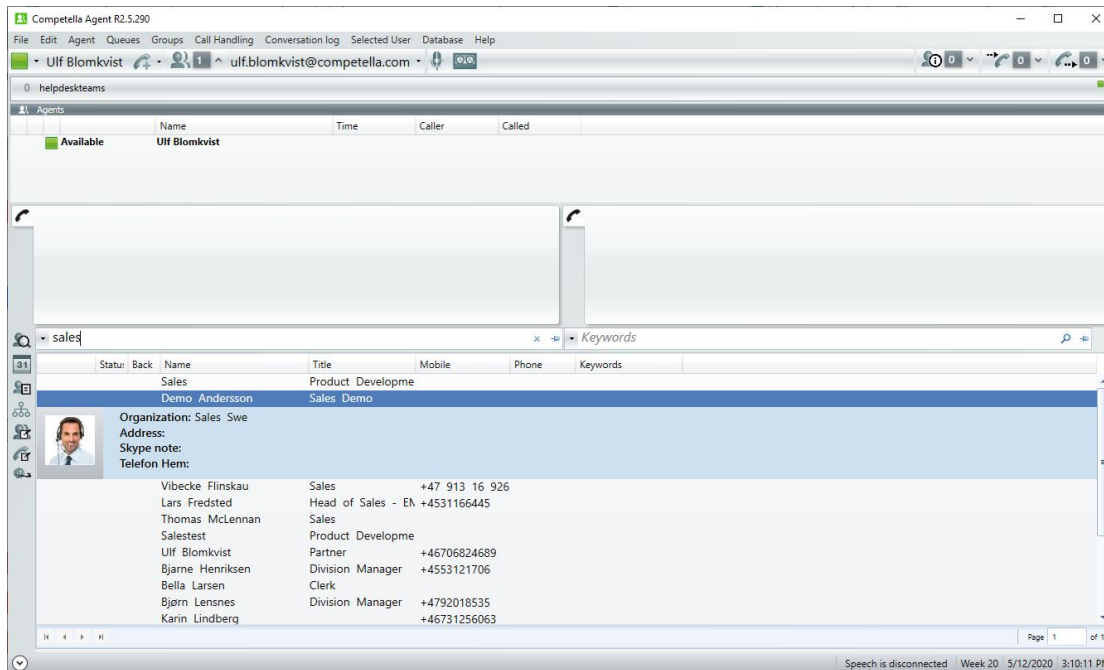 Competella Agent R2.5.290
File Edit Agent Queues Groups Call Handling Conversation log Selected User Database Help
Ulf Blomkvist 1 ulf.blomkvist@competella.com 0 0 0
0 helpdeskteams
Agents
Name Time Caller Called
Available Ulf Blomkvist
sales Keywords
31 Status Back Name Title Mobile Phone Keywords
Sales Product Developme
Demo Andersson Sales Demo
Organization: Sales Swe
Address:
Skype note:
Telefon Hem:
Vibecke Flinskau Sales +47 913 16 926
Lars Fredsted Head of Sales - EM +4531166445
Thomas McLennan Sales
Salestest Product Developme
Ulf Blomkvist Partner +46706824689
Bjarne Henriksen Division Manager +4553121706
Bella Larsen Clerk
Bjørn Lensnes Division Manager +4792018535
Karin Lindberg +46731256063
Page 1 of 1
Speech is disconnected Week 20 5/12/2020 3:10:11 PM